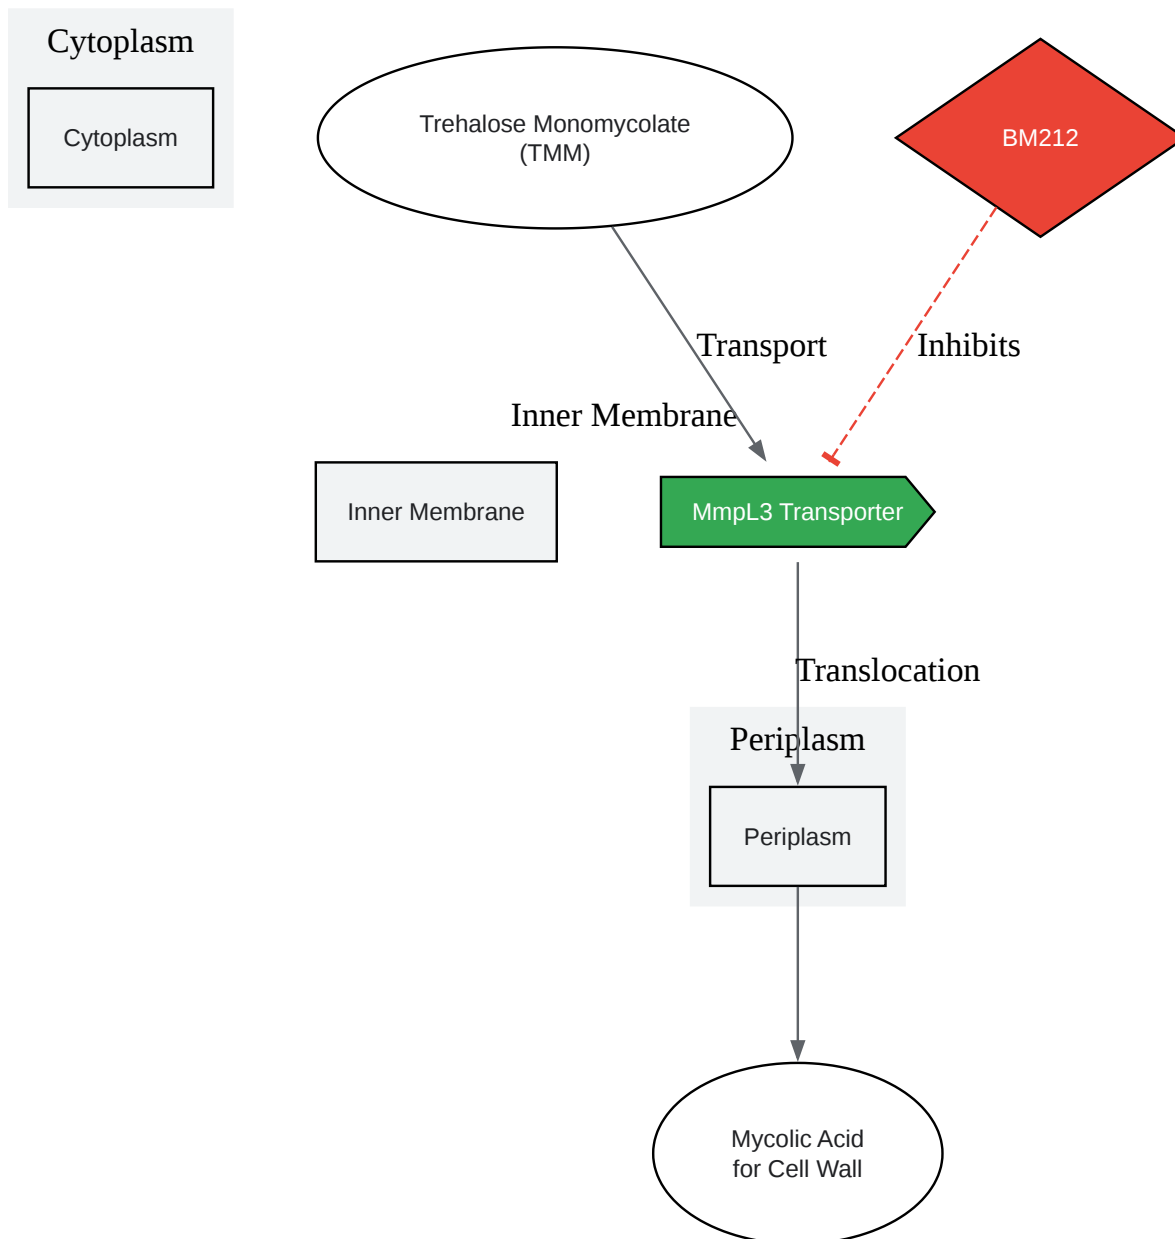 Cytoplasm
Cytoplasm
Trehalose Monomycolate
(TMM)
BM212
Transport
Inhibits
Inner Membrane
Inner Membrane
MmpL3 Transporter
Translocation
Periplasm
Periplasm
Mycolic Acid
for Cell Wall